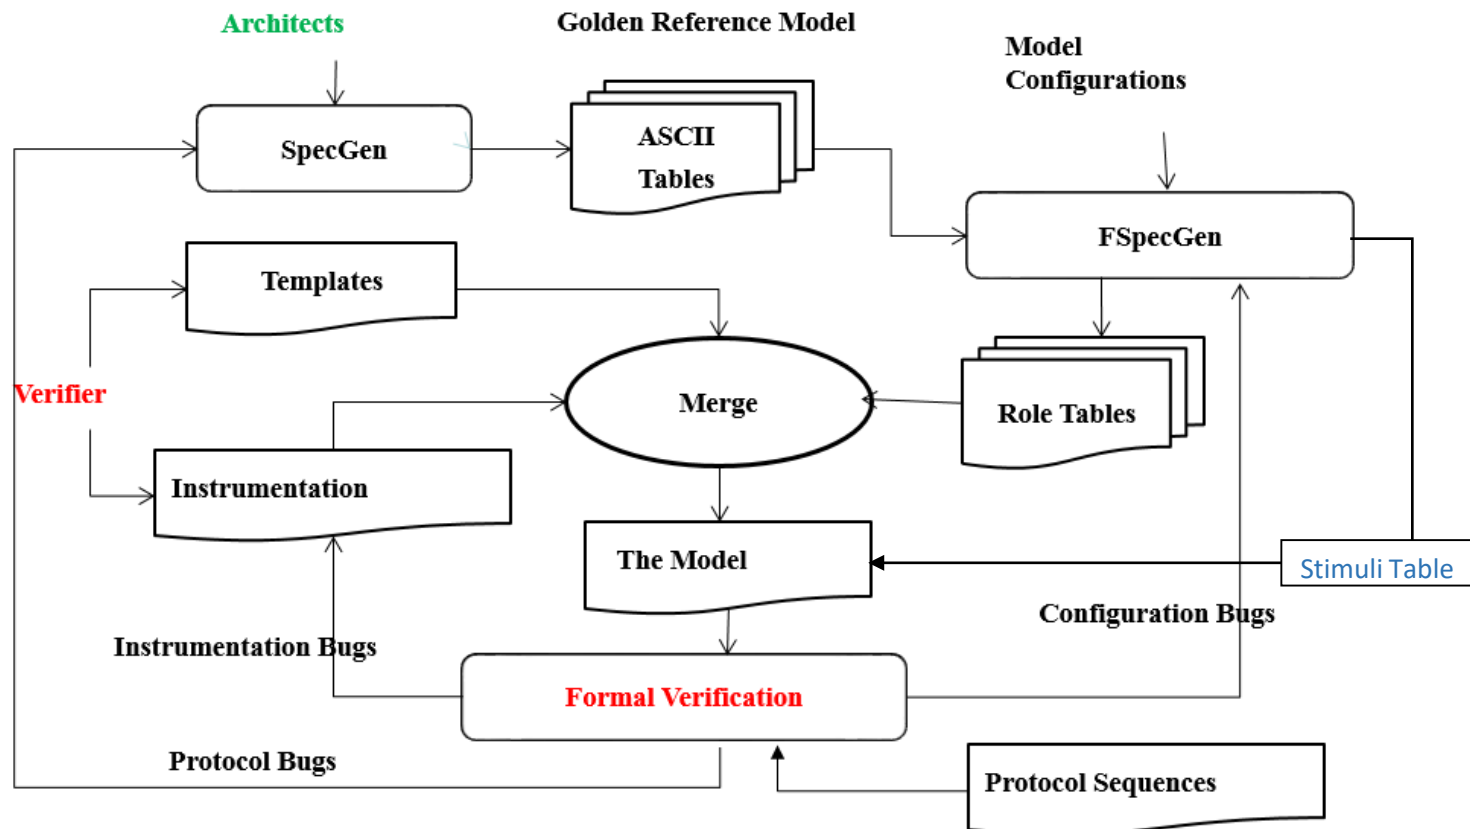 Architects
Golden Reference Model
Model
Configurations
SpecGen
ASCII
Tables
FSpecGen
Templates
Verifier
Merge
Role Tables
Instrumentation
The Model
Stimuli Table
Configuration Bugs
Instrumentation Bugs
Formal Verification
Protocol Bugs
Protocol Sequences